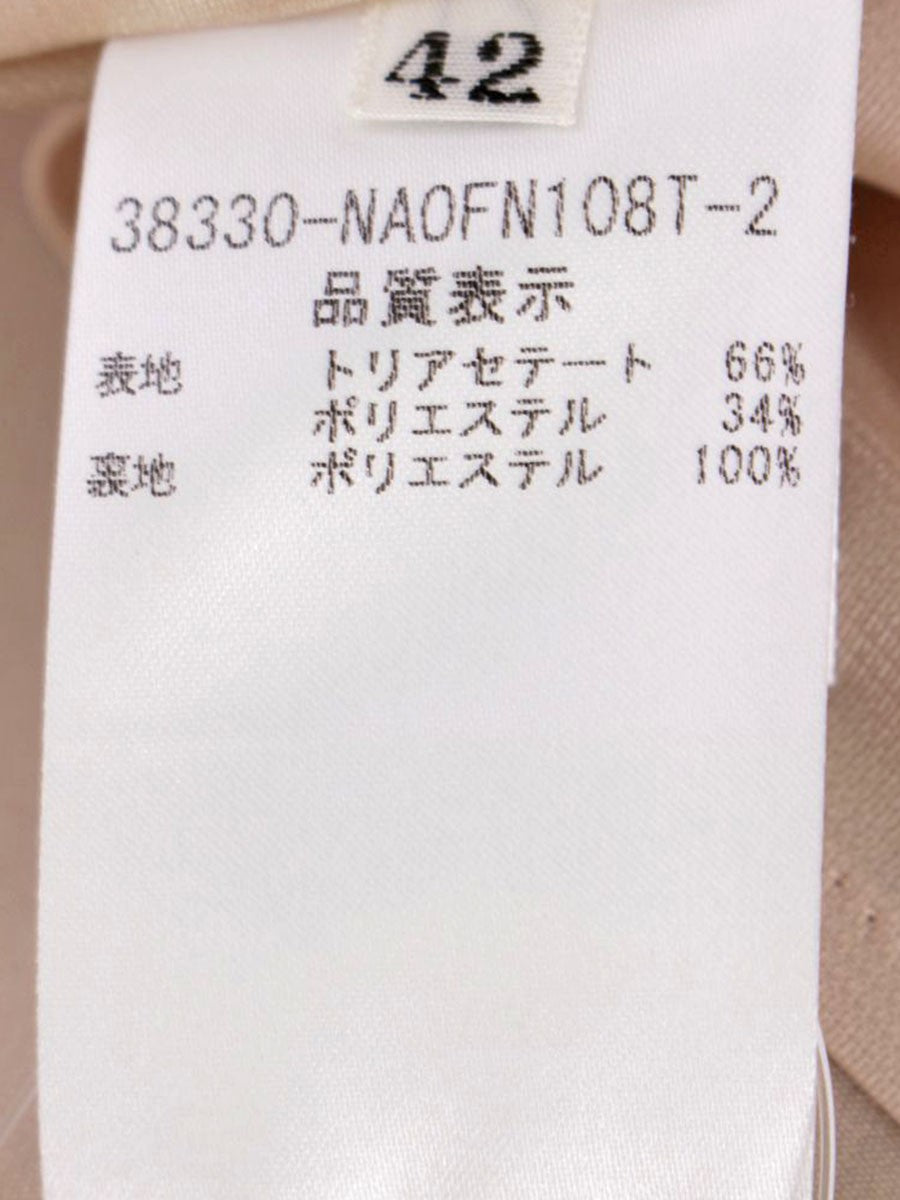 42
38330-NA0FN108T-2
品質表示
表地 トリアセテート 66%
ポリエステル 34%
裏地 ポリエステル 100%